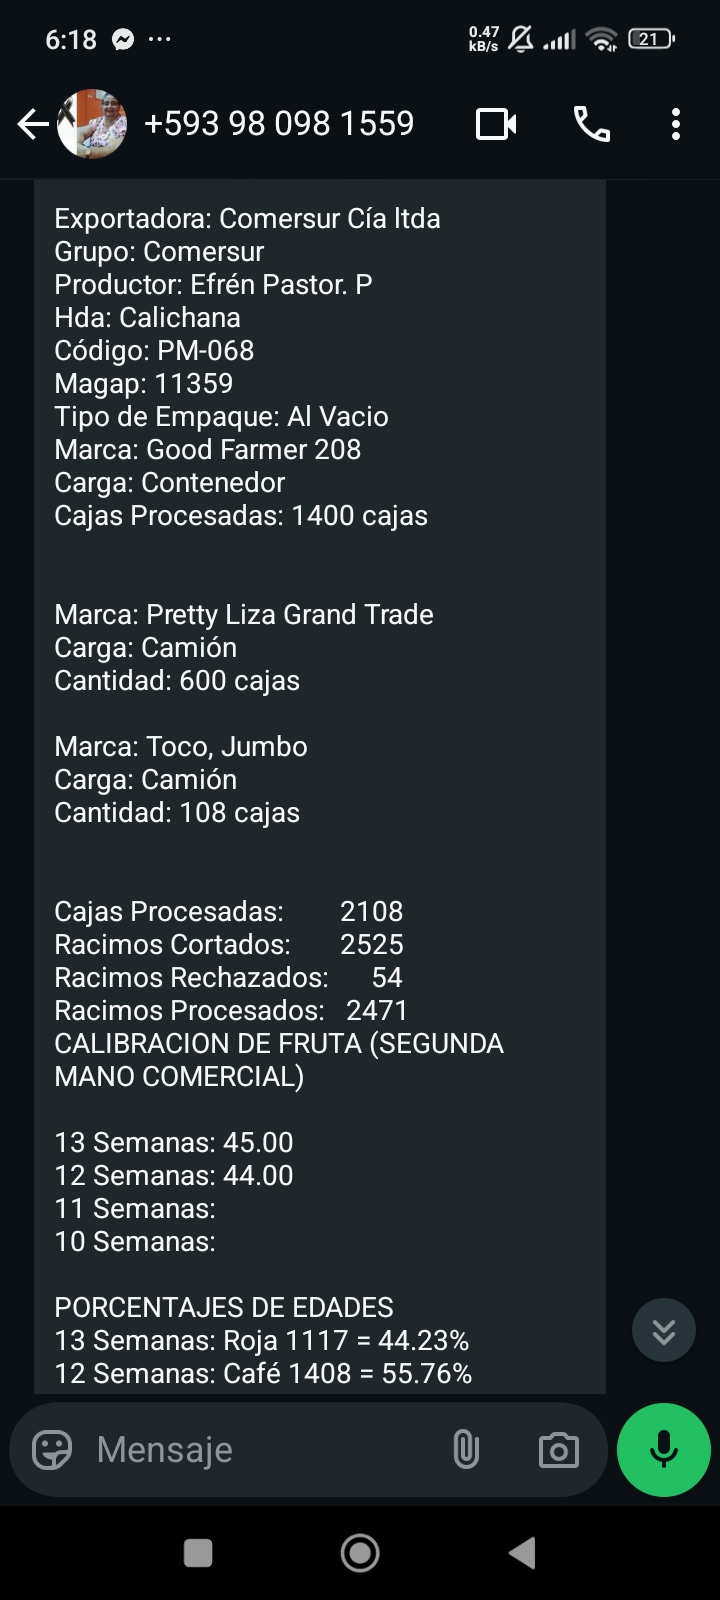 6:18 ...
0.47 kB/s 21
+593 98 098 1559
Exportadora: Comersur Cía ltda
Grupo: Comersur
Productor: Efrén Pastor. P
Hda: Calichana
Código: PM-068
Magap: 11359
Tipo de Empaque: Al Vacio
Marca: Good Farmer 208
Carga: Contenedor
Cajas Procesadas: 1400 cajas
Marca: Pretty Liza Grand Trade
Carga: Camión
Cantidad: 600 cajas
Marca: Toco, Jumbo
Carga: Camión
Cantidad: 108 cajas
Cajas Procesadas: 2108
Racimos Cortados: 2525
Racimos Rechazados: 54
Racimos Procesados: 2471
CALIBRACION DE FRUTA (SEGUNDA
MANO COMERCIAL)
13 Semanas: 45.00
12 Semanas: 44.00
11 Semanas:
10 Semanas:
PORCENTAJES DE EDADES
13 Semanas: Roja 1117 = 44.23%
12 Semanas: Café 1408 = 55.76%
Mensaje